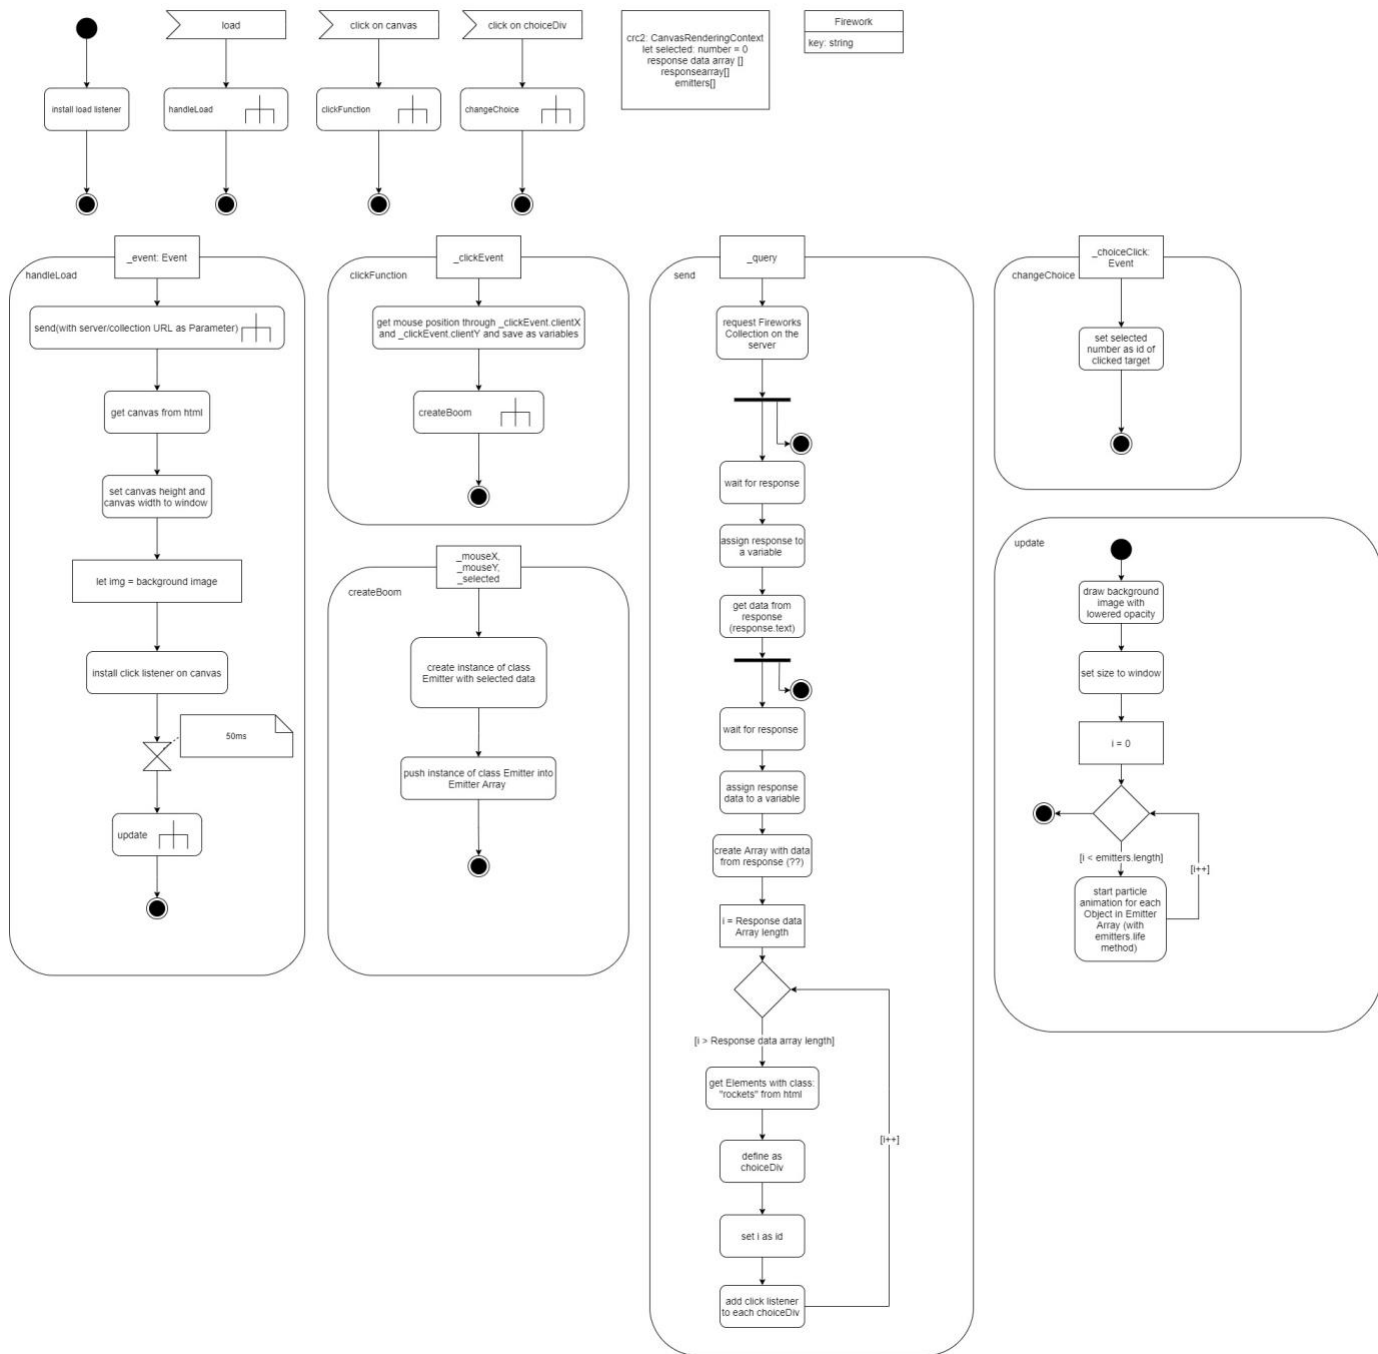 load
click on canvas
click on choiceDiv
crc2: CanvasRenderingContext
let selected: number = 0
response data array []
responsearray[]
emitters[]
Firework
key: string
install load listener
handleLoad
clickFunction
changeChoice
handleLoad
_event: Event
send(with server/collection URL as Parameter)
get canvas from html
set canvas height and
canvas width to window
let img = background image
install click listener on canvas
50ms
update
clickFunction
_clickEvent
get mouse position through _clickEvent.clientX
and _clickEvent.clientY and save as variables
createBoom
createBoom
_mouseX,
_mouseY,
_selected
create instance of class
Emitter with selected data
push instance of class Emitter into
Emitter Array
send
_query
request Fireworks
Collection on the
server
wait for response
assign response to
a variable
get data from
response
(response.text)
wait for response
assign response
data to a variable
create Array with data
from response (??)
i = Response data
Array length
[i > Response data array length]
get Elements with class:
"rockets" from html
define as
choiceDiv
set i as id
add click listener
to each choiceDiv
[i++]
changeChoice
_choiceClick:
Event
set selected
number as id of
clicked target
update
draw background
image with
lowered opacity
set size to window
i = 0
[i < emitters.length]
[i++]
start particle
animation for each
Object in Emitter
Array (with
emitters.life
method)